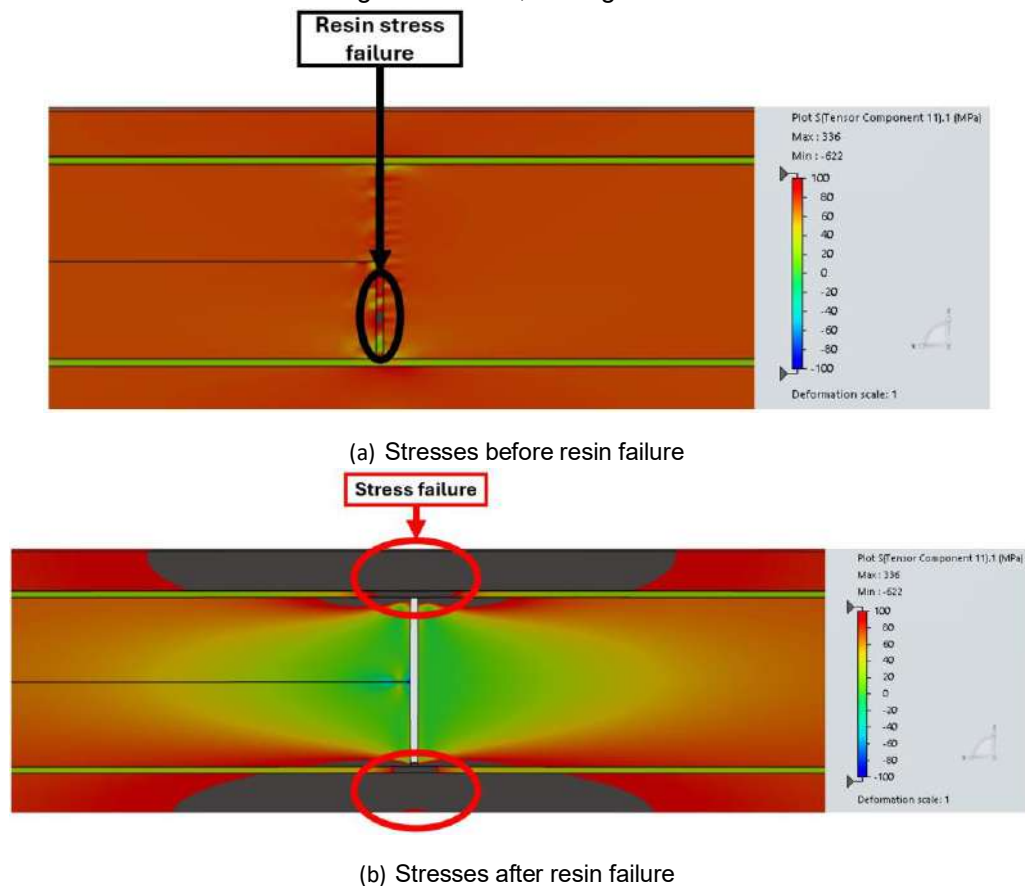 Resin stress
failure
Plot S(Tensor Component 11).1 (MPa)
Max : 336
Min : -622
100
80
60
40
20
0
-20
-40
-60
-80
-100
Deformation scale: 1
(a) Stresses before resin failure
Stress failure
Plot S(Tensor Component 11).1 (MPa)
Max : 336
Min : -622
100
80
60
40
20
0
-20
-40
-60
-80
-100
Deformation scale: 1
(b) Stresses after resin failure